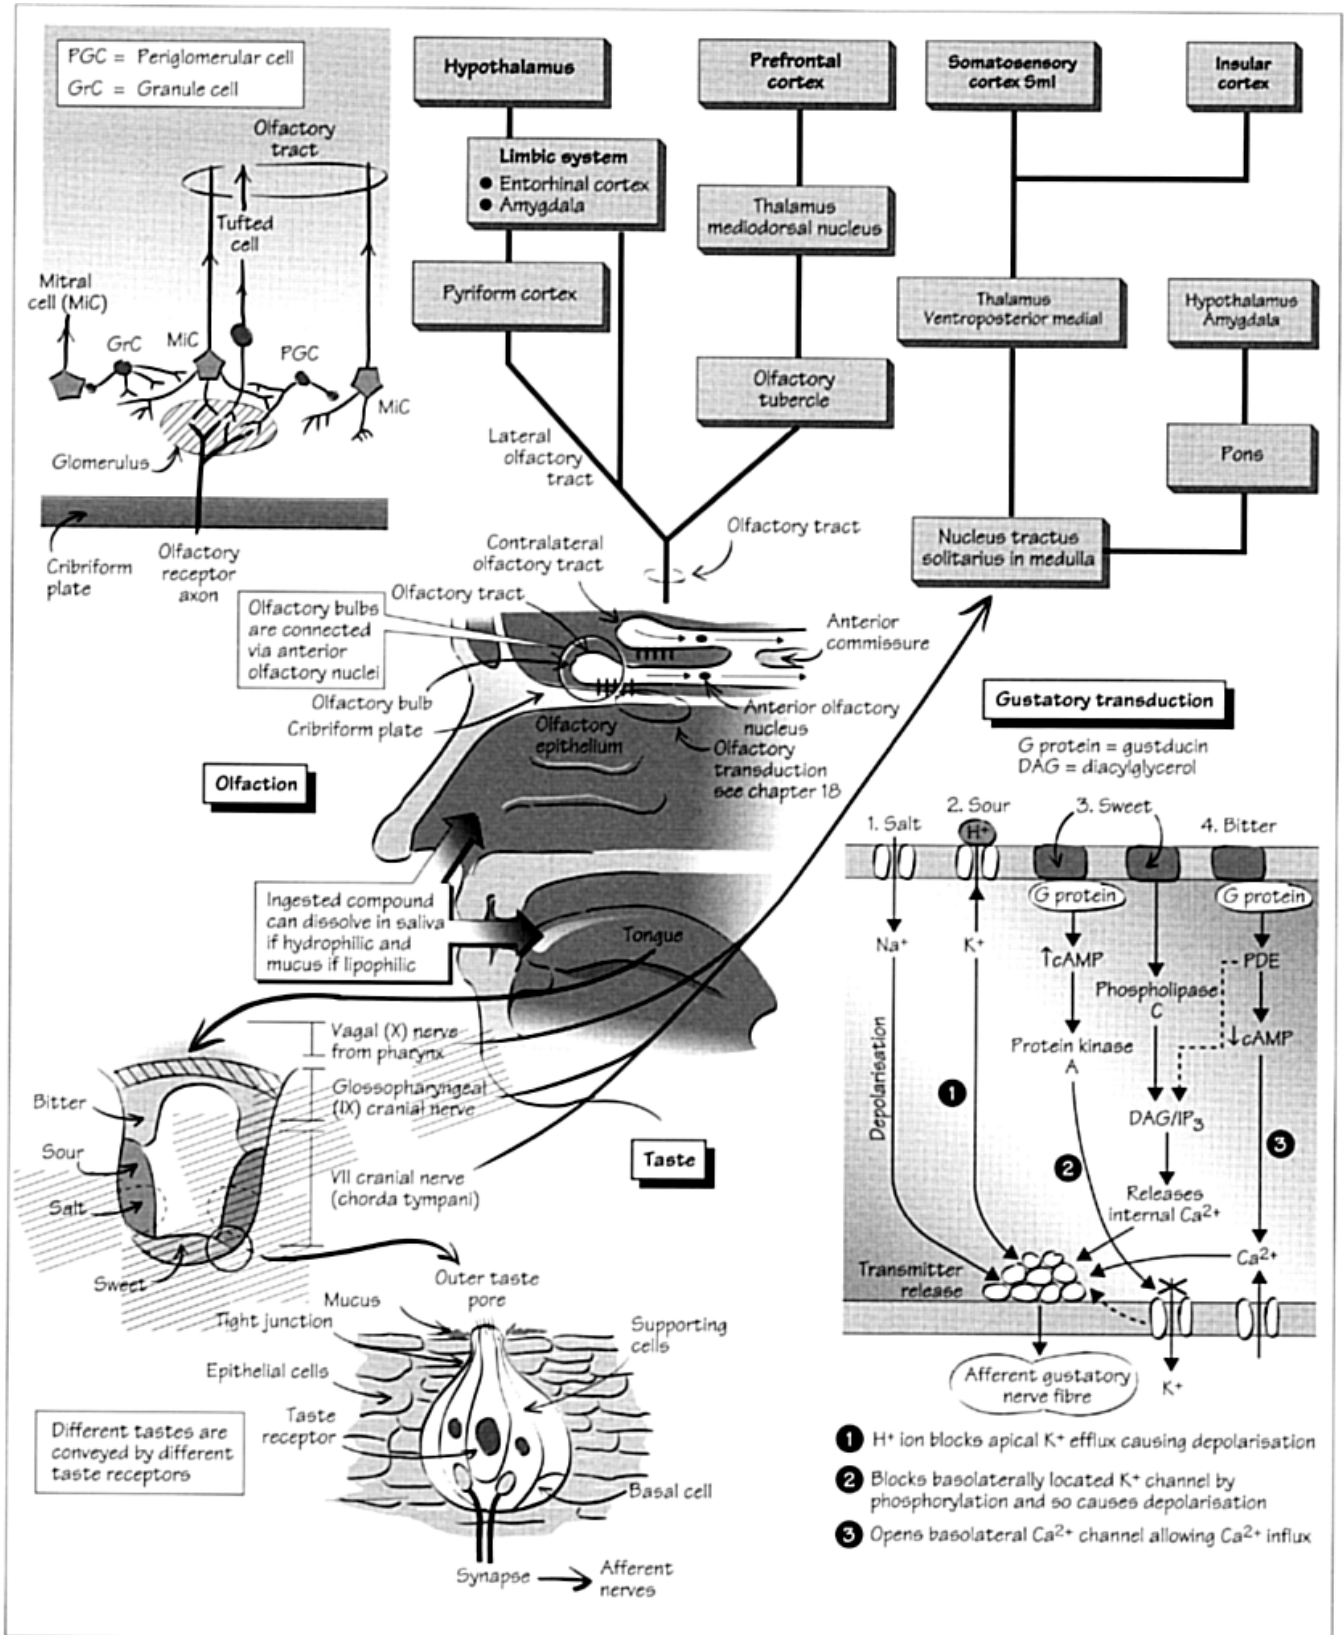 PGC = Periglomerular cell
GrC = Granule cell
Olfactory
tract
Tufted
cell
Mitral
cell (MiC)
GrC
MiC
PGC
MiC
Glomerulus
Cribriform
plate
Olfactory
receptor
axon
Hypothalamus
Limbic system
● Entorhinal cortex
● Amygdala
Pyriform cortex
Prefrontal
cortex
Thalamus
mediodorsal nucleus
Olfactory
tubercle
Lateral
olfactory
tract
Olfactory tract
Somatosensory
cortex SmI
Insular
cortex
Thalamus
Ventroposterior medial
Hypothalamus
Amygdala
Pons
Nucleus tractus
solitarius in medulla
Contralateral
olfactory tract
Olfactory tract
Olfactory bulbs
are connected
via anterior
olfactory nuclei
Olfactory bulb
Cribriform plate
Olfactory
epithelium
Anterior
commissure
Anterior olfactory
nucleus
Olfactory
transduction
see chapter 18
Olfaction
Ingested compound
can dissolve in saliva
if hydrophilic and
mucus if lipophilic
Tongue
Vagal (X) nerve
from pharynx
Glossopharyngeal
(IX) cranial nerve
VII cranial nerve
(chorda tympani)
Taste
Bitter
Sour
Salt
Sweet
Outer taste
pore
Mucus
Tight junction
Epithelial cells
Taste
receptor
Supporting
cells
Basal cell
Synapse
Afferent
nerves
Different tastes are
conveyed by different
taste receptors
Gustatory transduction
G protein = gustducin
DAG = diacylglycerol
1. Salt
2. Sour
3. Sweet
4. Bitter
H⁺
G protein
G protein
Na⁺
K⁺
↑cAMP
PDE
Phospholipase
C
↓cAMP
Protein kinase
A
Depolarisation
1
DAG/IP₃
3
2
Releases
internal Ca²⁺
Ca²⁺
Transmitter
release
Afferent gustatory
nerve fibre
K⁺
1 H⁺ ion blocks apical K⁺ efflux causing depolarisation
2 Blocks basolaterally located K⁺ channel by
phosphorylation and so causes depolarisation
3 Opens basolateral Ca²⁺ channel allowing Ca²⁺ influx